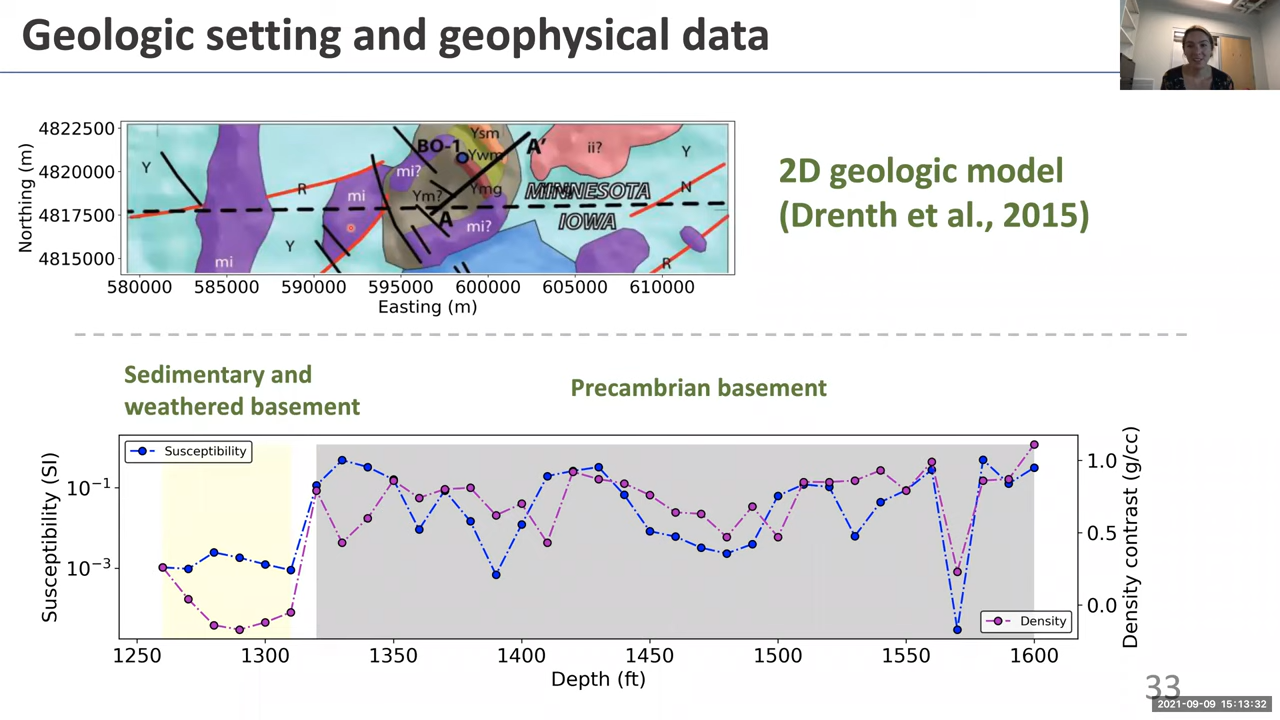 Geologic setting and geophysical data
4822500
4820000
4817500
4815000
Northing (m)
580000 585000 590000 595000 600000 605000 610000
Easting (m)
Y
mi
R
Y
mi
mi?
BO-1
Ysm
Ywm
Ym?
Ymg
A
A'
mi?
ii?
Y
MINNESOTA
IOWA
N
R
2D geologic model
(Drenth et al., 2015)
Sedimentary and
weathered basement
Precambrian basement
Susceptibility
Susceptibility (SI)
10⁻¹
10⁻³
1.0
0.5
0.0
Density contrast (g/cc)
Density
1250 1300 1350 1400 1450 1500 1550 1600
Depth (ft)
33
2021-09-09 15:13:32